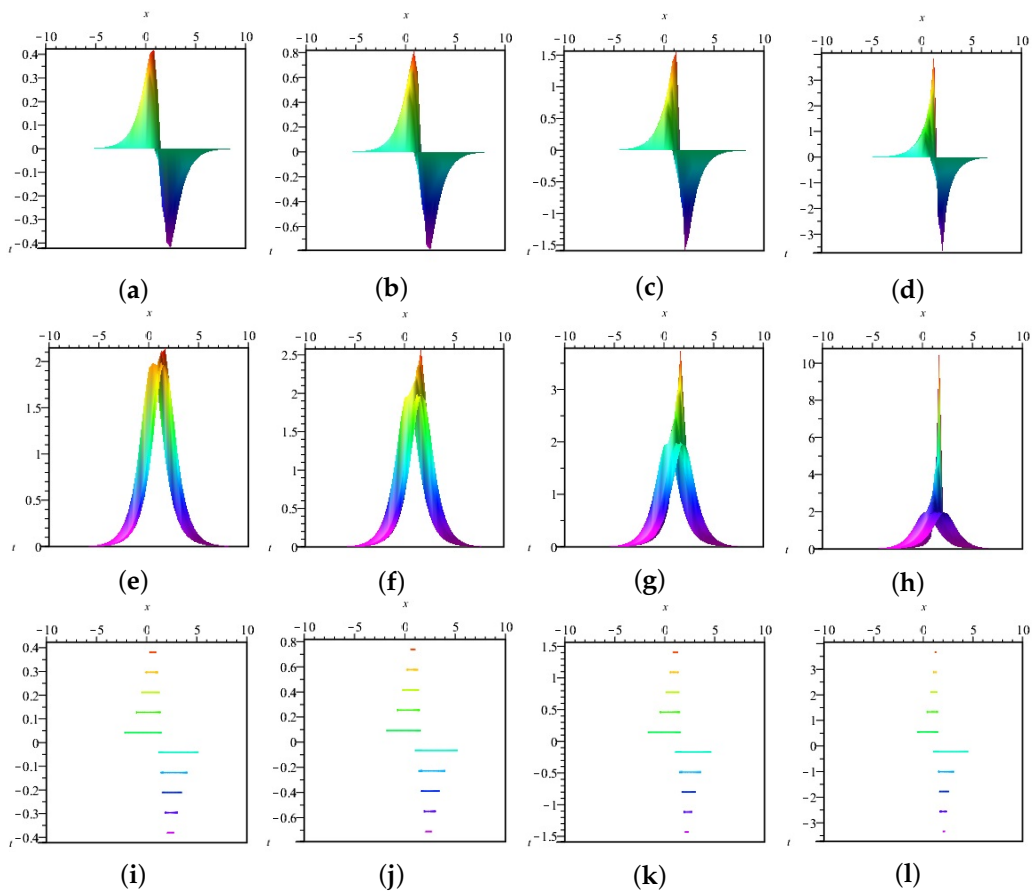 x
−10 −5 0 5 10
0.4
0.3
0.2
0.1
0
−0.1
−0.2
−0.3
t −0.4
(a)
x
−10 −5 0 5 10
0.8
0.6
0.4
0.2
0
−0.2
−0.4
−0.6
t
(b)
x
−10 −5 0 5 10
1.5
1
0.5
0
−0.5
−1
t −1.5
(c)
x
−10 −5 0 5 10
4
3
2
1
0
−1
−2
−3
t
(d)
x
−10 −5 0 5 10
2
1.5
1
0.5
t 0
(e)
x
−10 −5 0 5 10
2.5
2
1.5
1
0.5
t 0
(f)
x
−10 −5 0 5 10
3
2
1
t 0
(g)
x
−10 −5 0 5 10
10
8
6
4
2
t 0
(h)
x
−10 −5 0 5 10
0.4
0.3
0.2
0.1
0
−0.1
−0.2
−0.3
t −0.4
(i)
x
−10 −5 0 5 10
0.8
0.6
0.4
0.2
0
−0.2
−0.4
−0.6
t
(j)
x
−10 −5 0 5 10
1.5
1
0.5
0
−0.5
−1
t −1.5
(k)
x
−10 −5 0 5 10
3
2
1
0
−1
−2
−3
t
(l)